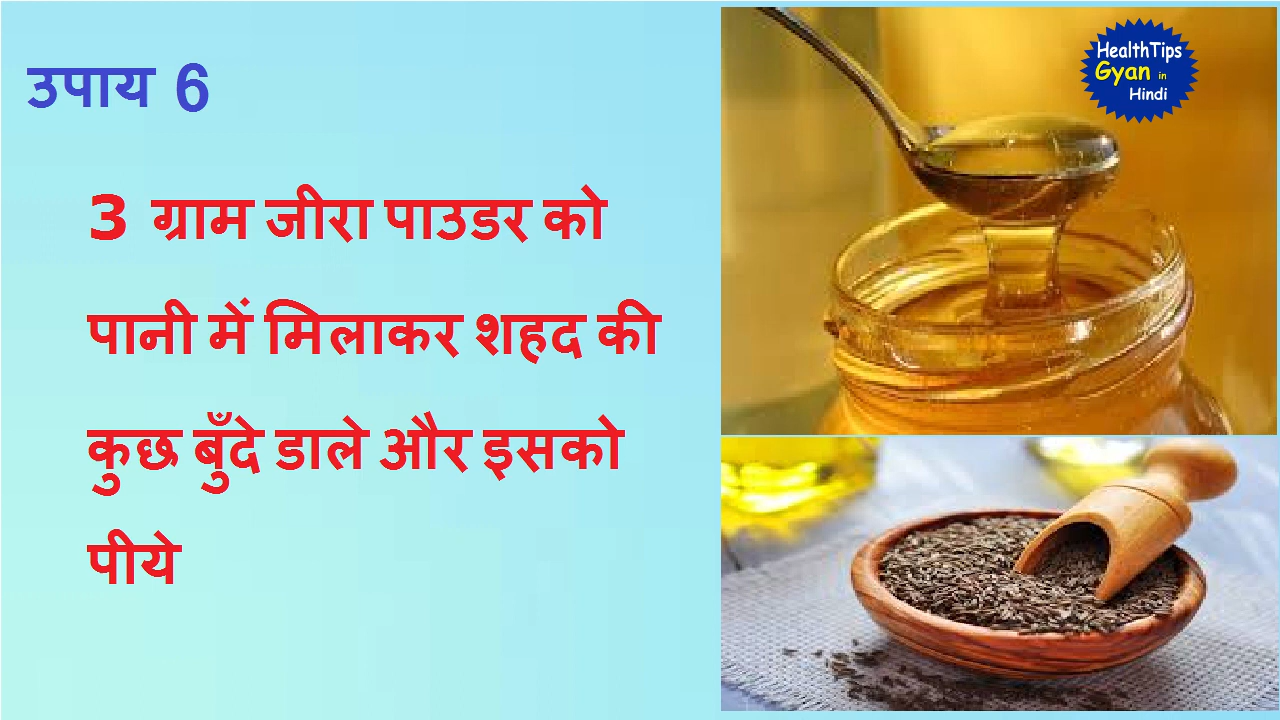 उपाय 6
3 ग्राम जीरा पाउडर को
पानी में मिलाकर शहद की
कुछ बुँदे डाले और इसको
पीये
HealthTips
Gyan in
Hindi